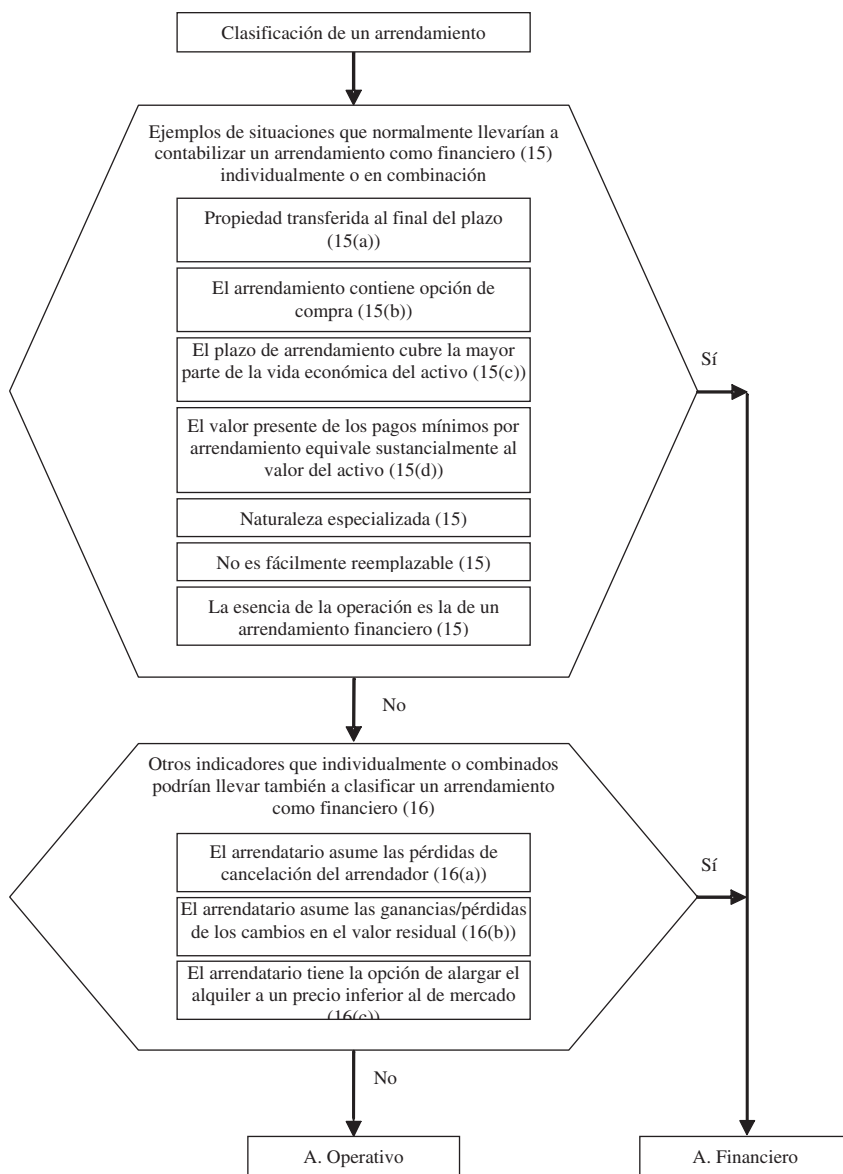 Clasificación de un arrendamiento
Ejemplos de situaciones que normalmente llevarían a
contabilizar un arrendamiento como financiero (15)
individualmente o en combinación
Propiedad transferida al final del plazo
(15(a))
El arrendamiento contiene opción de
compra (15(b))
El plazo de arrendamiento cubre la mayor
parte de la vida económica del activo (15(c))
Sí
El valor presente de los pagos mínimos por
arrendamiento equivale sustancialmente al
valor del activo (15(d))
Naturaleza especializada (15)
No es fácilmente reemplazable (15)
La esencia de la operación es la de un
arrendamiento financiero (15)
No
Otros indicadores que individualmente o combinados
podrían llevar también a clasificar un arrendamiento
como financiero (16)
El arrendatario asume las pérdidas de
cancelación del arrendador (16(a))
Sí
El arrendatario asume las ganancias/pérdidas
de los cambios en el valor residual (16(b))
El arrendatario tiene la opción de alargar el
alquiler a un precio inferior al de mercado
(16(c))
No
A. Operativo
A. Financiero